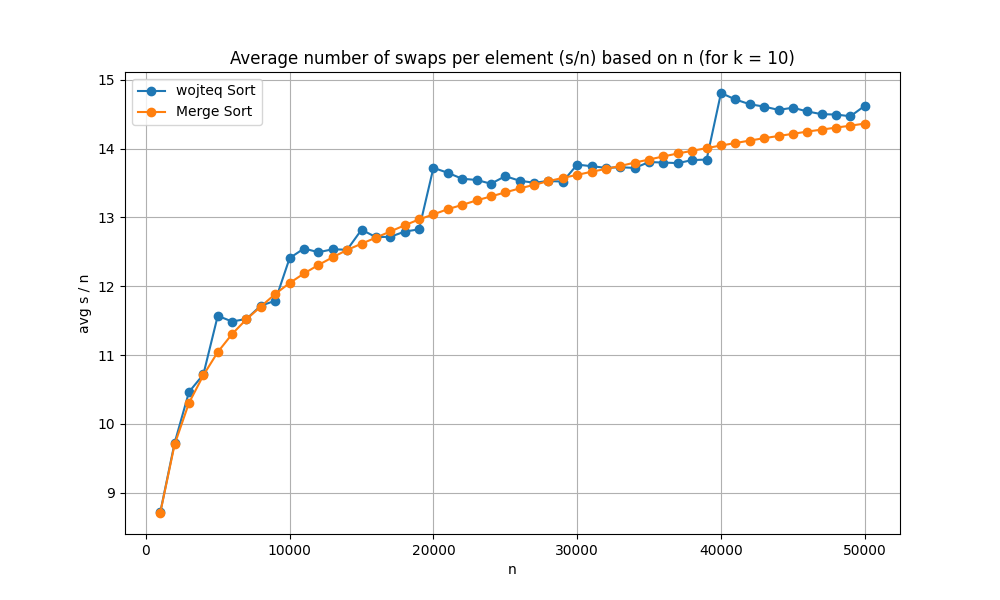 Average number of swaps per element (s/n) based on n (for k = 10)
wojteq Sort
Merge Sort
avg s / n
15
14
13
12
11
10
9
0 10000 20000 30000 40000 50000
n